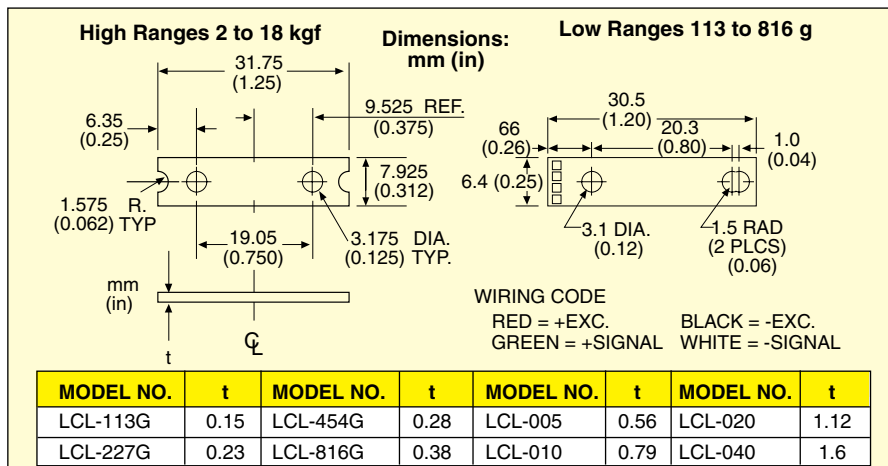 High Ranges 2 to 18 kgf
Dimensions:
mm (in)
Low Ranges 113 to 816 g
31.75
(1.25)
6.35
(0.25)
9.525 REF.
(0.375)
7.925
(0.312)
1.575 R.
(0.062) TYP
19.05
(0.750)
3.175 DIA.
(0.125) TYP.
mm
(in)
t
CL
30.5
(1.20)
66
(0.26)
20.3
(0.80)
1.0
(0.04)
6.4 (0.25)
3.1 DIA.
(0.12)
1.5 RAD
(2 PLCS)
(0.06)
WIRING CODE
RED = +EXC. BLACK = -EXC.
GREEN = +SIGNAL WHITE = -SIGNAL
MODEL NO. t MODEL NO. t MODEL NO. t MODEL NO. t
LCL-113G 0.15 LCL-454G 0.28 LCL-005 0.56 LCL-020 1.12
LCL-227G 0.23 LCL-816G 0.38 LCL-010 0.79 LCL-040 1.6